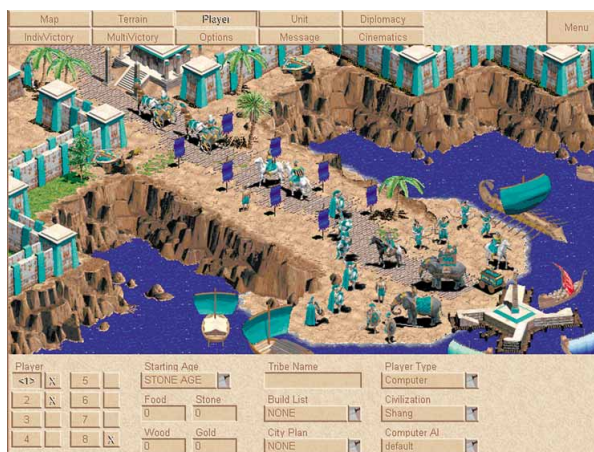 Map Terrain Player Unit Diplomacy
Menu
IndivVictory MultiVictory Options Message Cinematics
Player Starting Age Tribe Name Player Type
<1> X 5 STONE AGE Computer
2 X 6 Food Stone Build List Civilization
3 7 0 0 NONE Shang
4 8 X Wood Gold City Plan Computer AI
0 0 NONE default